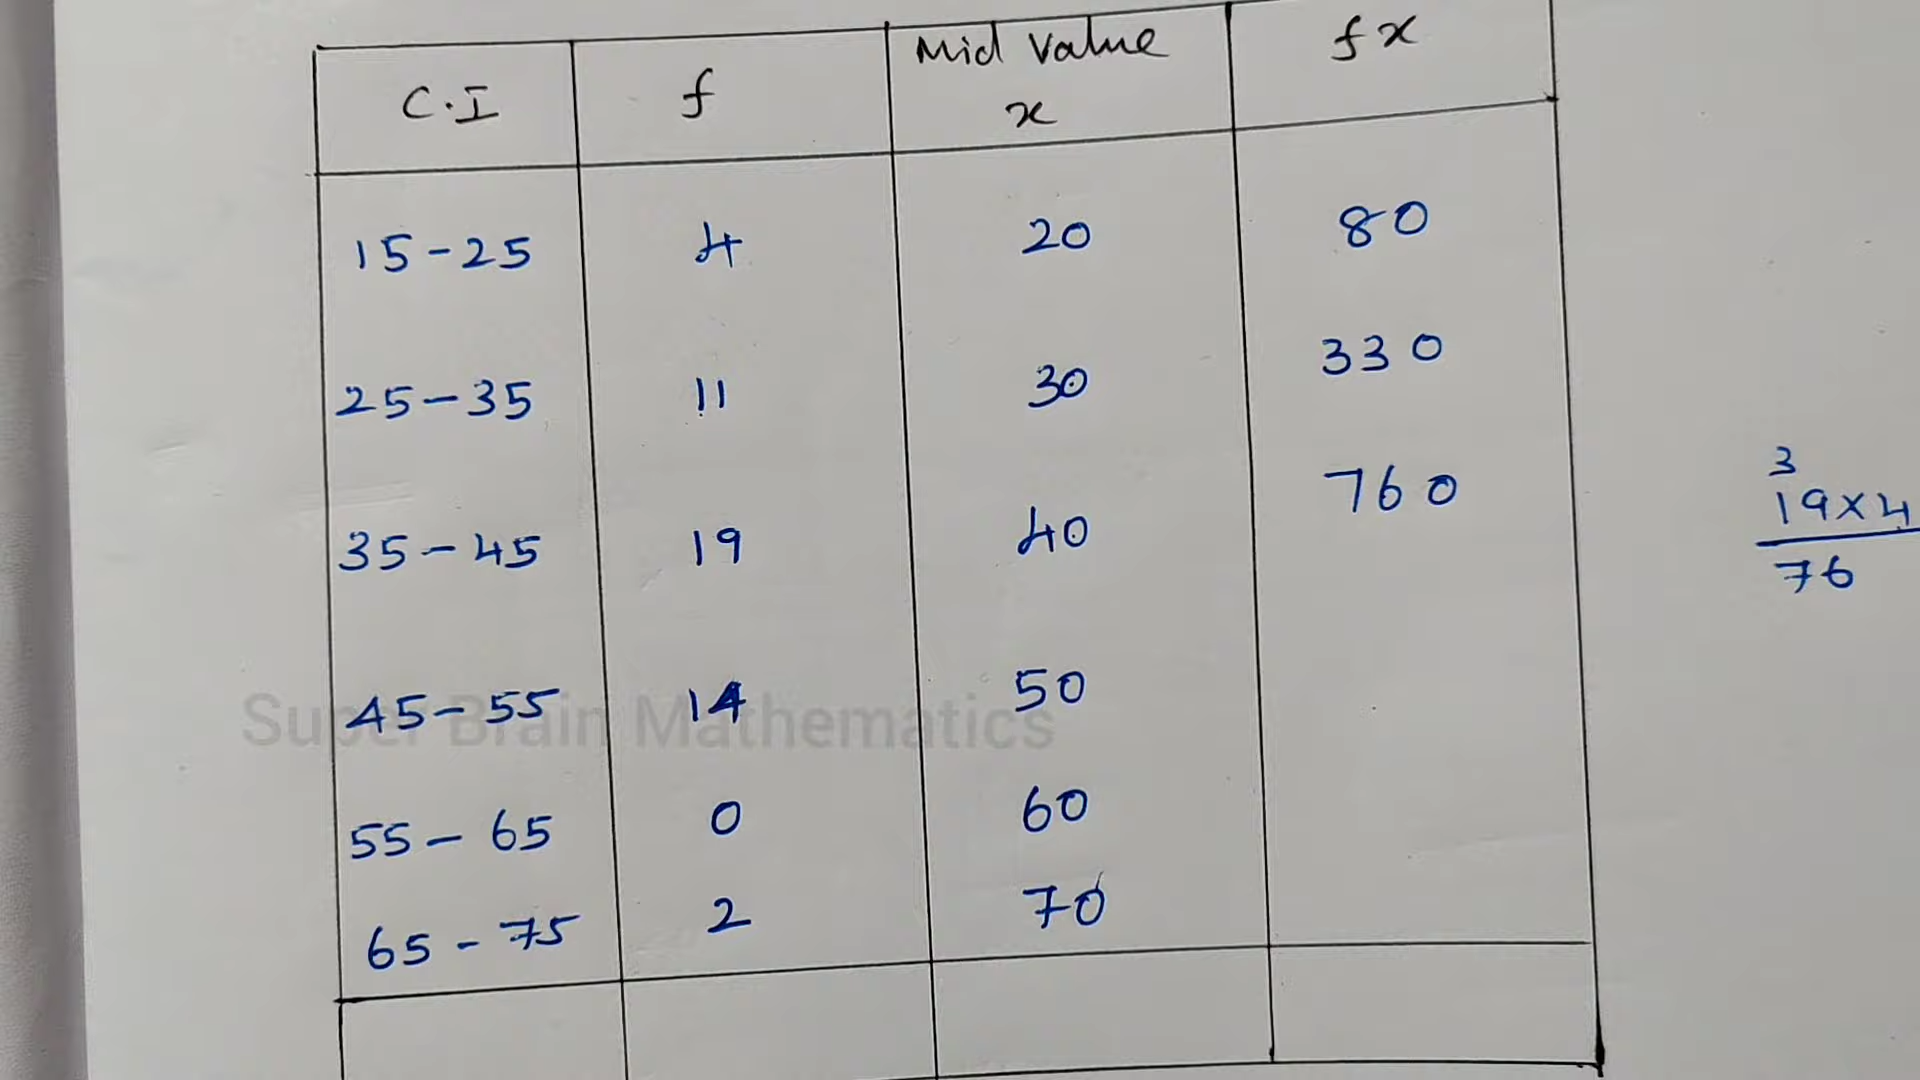 C.I f Mid Value x fx
15-25 4 20 80
25-35 11 30 330
35-45 19 40 760
45-55 14 50
55-65 0 60
65-75 2 70
3
19x4
76
Super Brain Mathematics